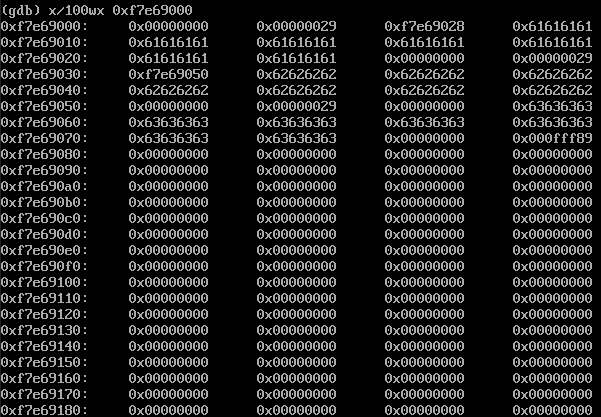 (gdb) x/100wx 0xf7e69000
0xf7e69000: 0x00000000 0x00000029 0xf7e69028 0x61616161
0xf7e69010: 0x61616161 0x61616161 0x61616161 0x61616161
0xf7e69020: 0x61616161 0x61616161 0x00000000 0x00000029
0xf7e69030: 0xf7e69050 0x62626262 0x62626262 0x62626262
0xf7e69040: 0x62626262 0x62626262 0x62626262 0x62626262
0xf7e69050: 0x00000000 0x00000029 0x00000000 0x63636363
0xf7e69060: 0x63636363 0x63636363 0x63636363 0x63636363
0xf7e69070: 0x63636363 0x63636363 0x00000000 0x000fff89
0xf7e69080: 0x00000000 0x00000000 0x00000000 0x00000000
0xf7e69090: 0x00000000 0x00000000 0x00000000 0x00000000
0xf7e690a0: 0x00000000 0x00000000 0x00000000 0x00000000
0xf7e690b0: 0x00000000 0x00000000 0x00000000 0x00000000
0xf7e690c0: 0x00000000 0x00000000 0x00000000 0x00000000
0xf7e690d0: 0x00000000 0x00000000 0x00000000 0x00000000
0xf7e690e0: 0x00000000 0x00000000 0x00000000 0x00000000
0xf7e690f0: 0x00000000 0x00000000 0x00000000 0x00000000
0xf7e69100: 0x00000000 0x00000000 0x00000000 0x00000000
0xf7e69110: 0x00000000 0x00000000 0x00000000 0x00000000
0xf7e69120: 0x00000000 0x00000000 0x00000000 0x00000000
0xf7e69130: 0x00000000 0x00000000 0x00000000 0x00000000
0xf7e69140: 0x00000000 0x00000000 0x00000000 0x00000000
0xf7e69150: 0x00000000 0x00000000 0x00000000 0x00000000
0xf7e69160: 0x00000000 0x00000000 0x00000000 0x00000000
0xf7e69170: 0x00000000 0x00000000 0x00000000 0x00000000
0xf7e69180: 0x00000000 0x00000000 0x00000000 0x00000000